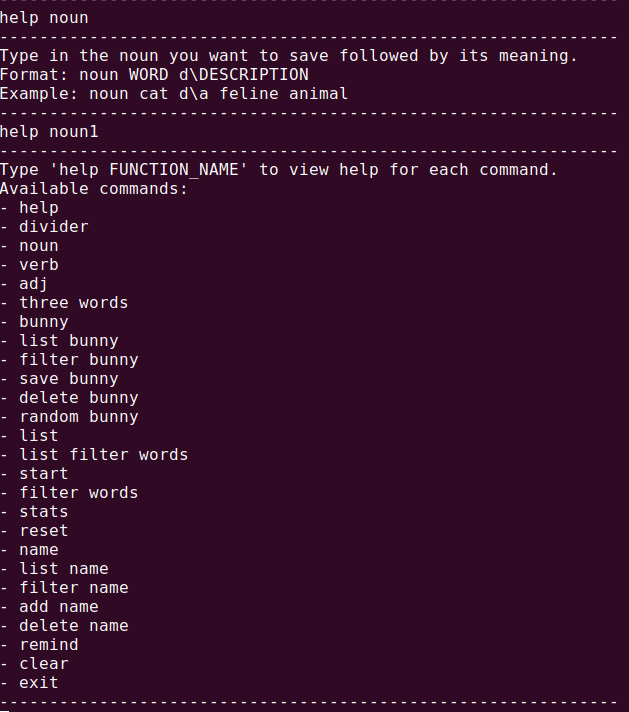 --------------------------------------------------------------
help noun
--------------------------------------------------------------
Type in the noun you want to save followed by its meaning.
Format: noun WORD d\DESCRIPTION
Example: noun cat d\a feline animal
--------------------------------------------------------------
help noun1
--------------------------------------------------------------
Type 'help FUNCTION_NAME' to view help for each command.
Available commands:
- help
- divider
- noun
- verb
- adj
- three words
- bunny
- list bunny
- filter bunny
- save bunny
- delete bunny
- random bunny
- list
- list filter words
- start
- filter words
- stats
- reset
- name
- list name
- filter name
- add name
- delete name
- remind
- clear
- exit
--------------------------------------------------------------